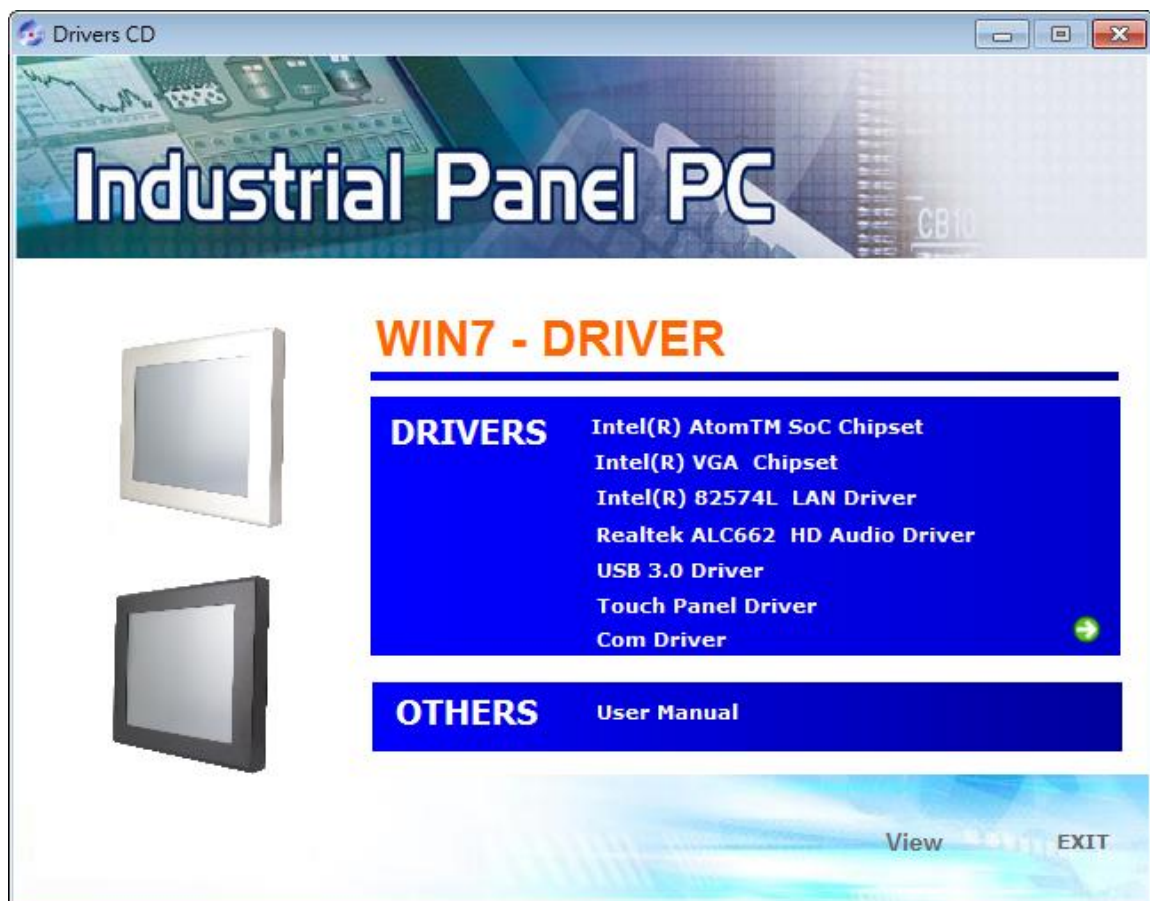 Drivers CD
Industrial Panel PC
CB10
WIN7 - DRIVER
DRIVERS
Intel(R) AtomTM SoC Chipset
Intel(R) VGA  Chipset
Intel(R) 82574L  LAN Driver
Realtek ALC662  HD Audio Driver
USB 3.0 Driver
Touch Panel Driver
Com Driver
OTHERS
User Manual
View
EXIT